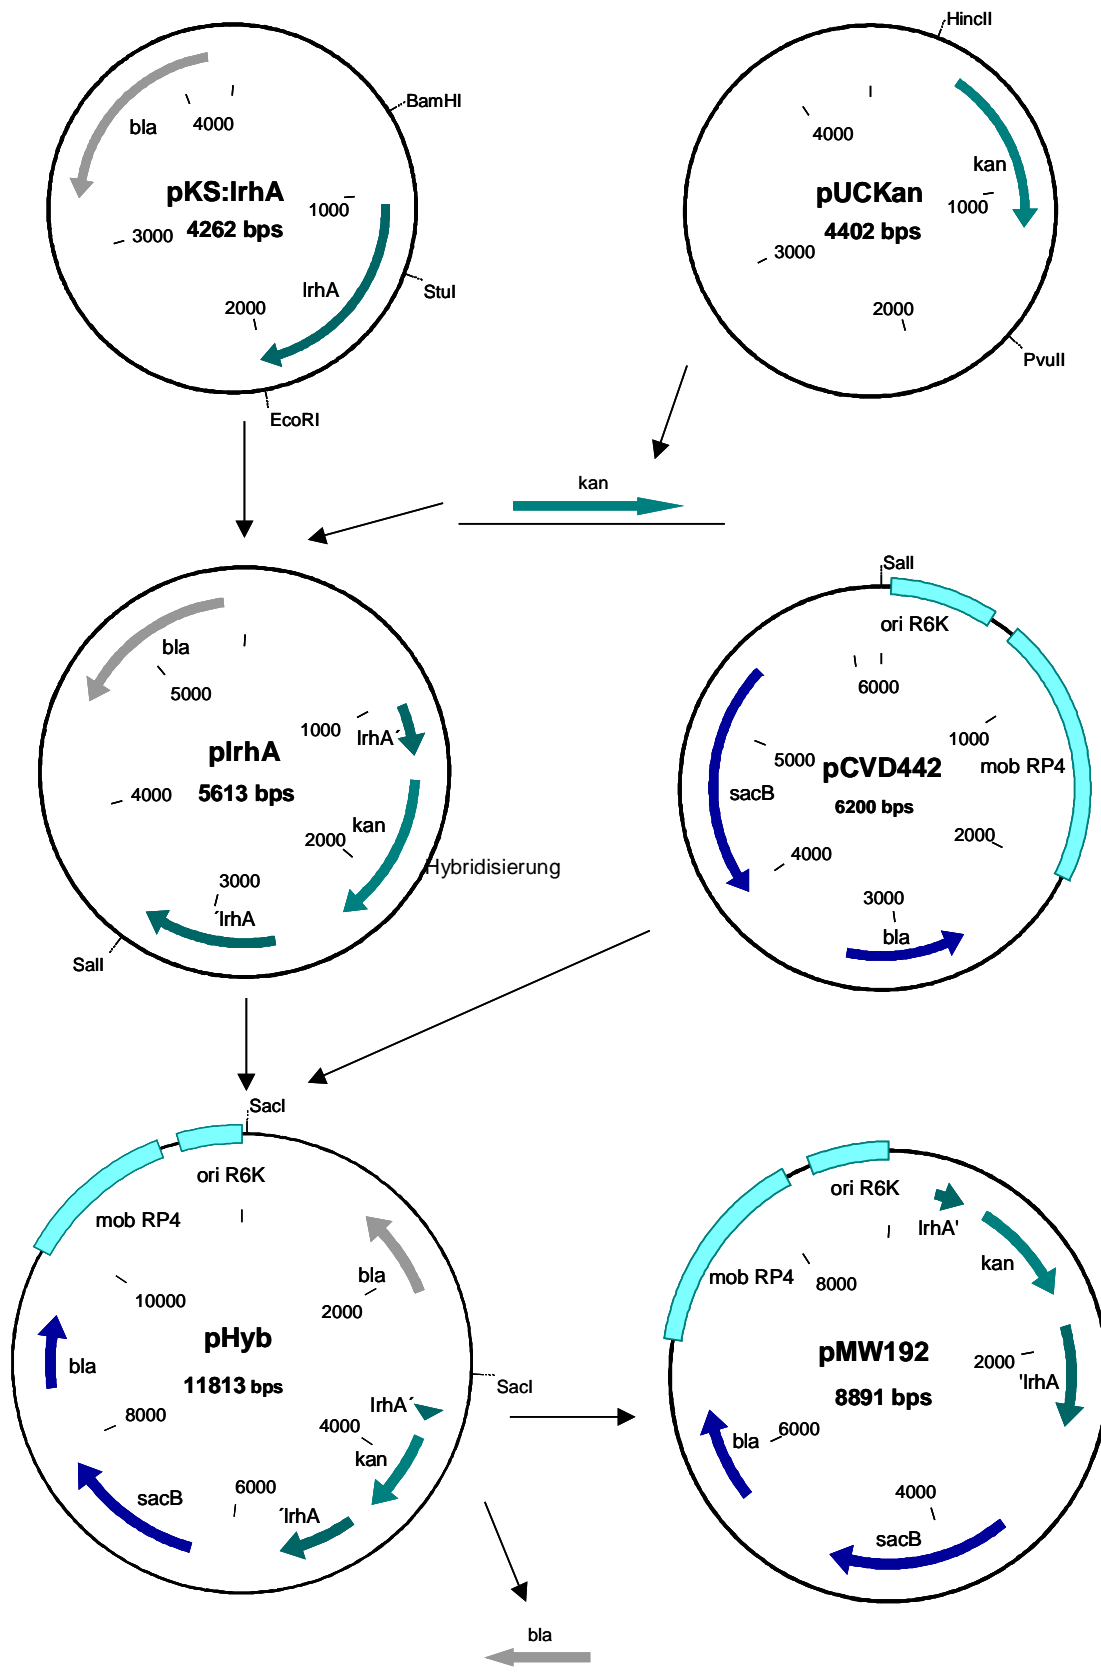 HincII
BamHI
bla
4000
4000
kan
pKS:lrhA
4262 bps
1000
pUCKan
4402 bps
1000
3000
3000
lrhA
StuI
2000
2000
PvuII
EcoRI
kan
SalI
ori R6K
bla
5000
6000
1000
lrhA´
1000
plrhA
5613 bps
5000
pCVD442
6200 bps
mob RP4
4000
sacB
kan
2000
2000
4000
Hybridisierung
3000
3000
´lrhA
bla
SalI
SacI
ori R6K
ori R6K
mob RP4
lrhA'
kan
bla
2000
mob RP4
8000
10000
pHyb
11813 bps
bla
pMW192
8891 bps
2000
'lrhA
SacI
lrhA´
4000
kan
8000
bla
6000
sacB
6000
´lrhA
4000
sacB
bla